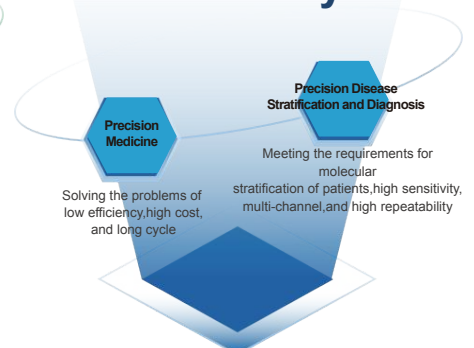 Precision
Medicine
Solving the problems of
low efficiency,high cost,
and long cycle
Precision Disease
Stratification and Diagnosis
Meeting the requirements for
molecular
stratification of patients,high sensitivity,
multi-channel,and high repeatability